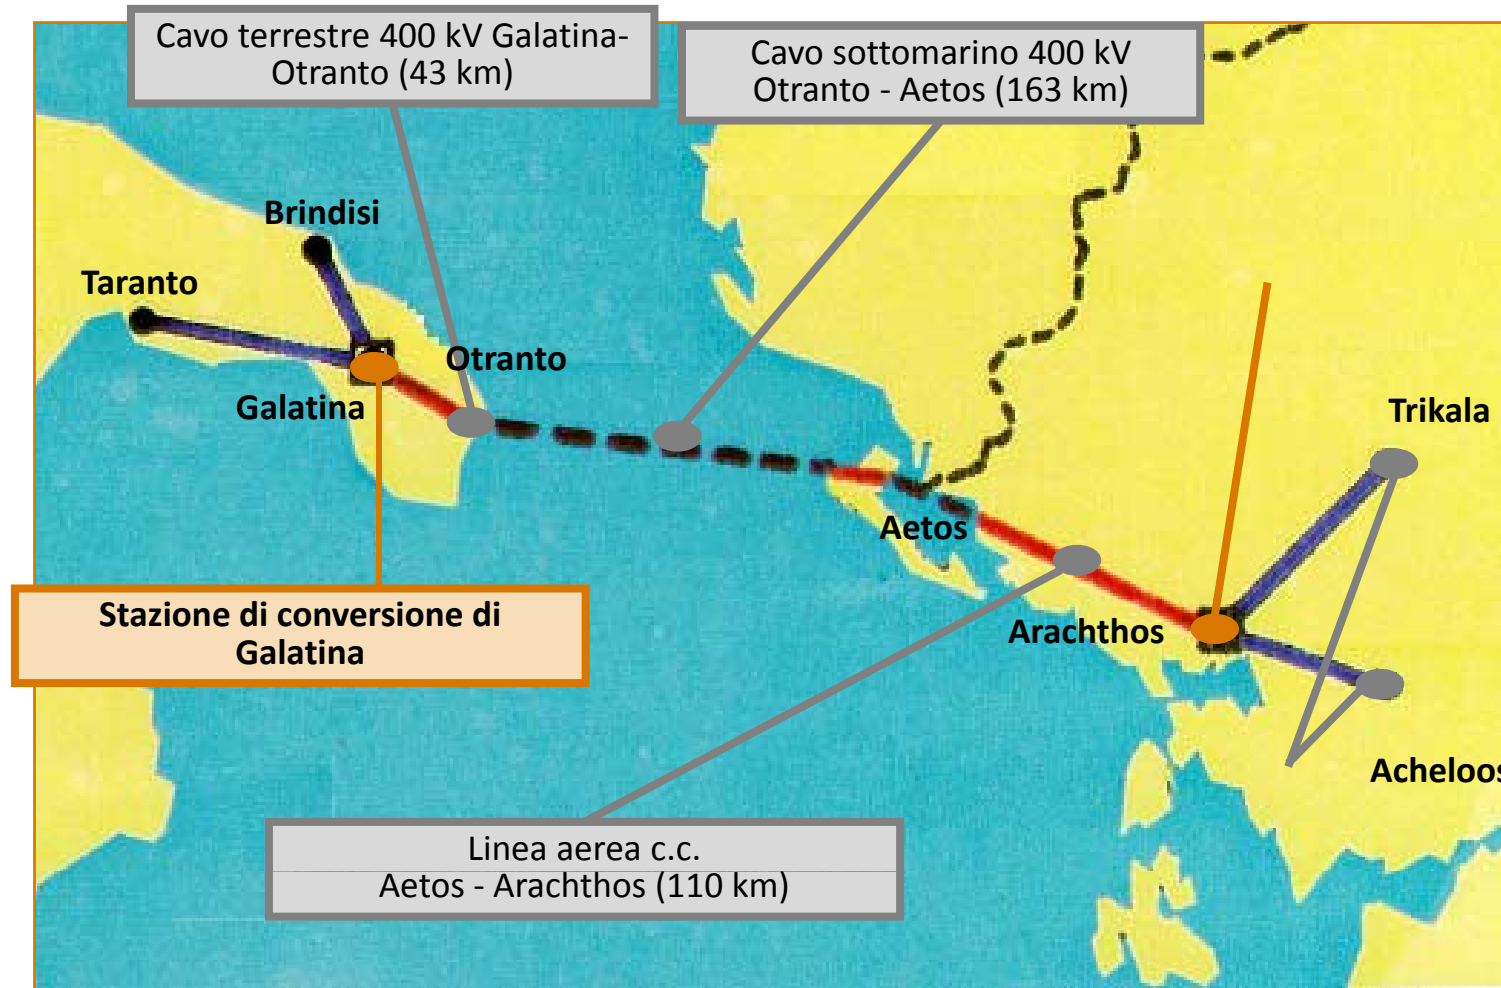 Cavo terrestre 400 kV Galatina-
Otranto (43 km)
Cavo sottomarino 400 kV
Otranto - Aetos (163 km)
Brindisi
Taranto
Otranto
Galatina
Trikala
Aetos
Stazione di conversione di
Galatina
Arachthos
Acheloos
Linea aerea c.c.
Aetos - Arachthos (110 km)